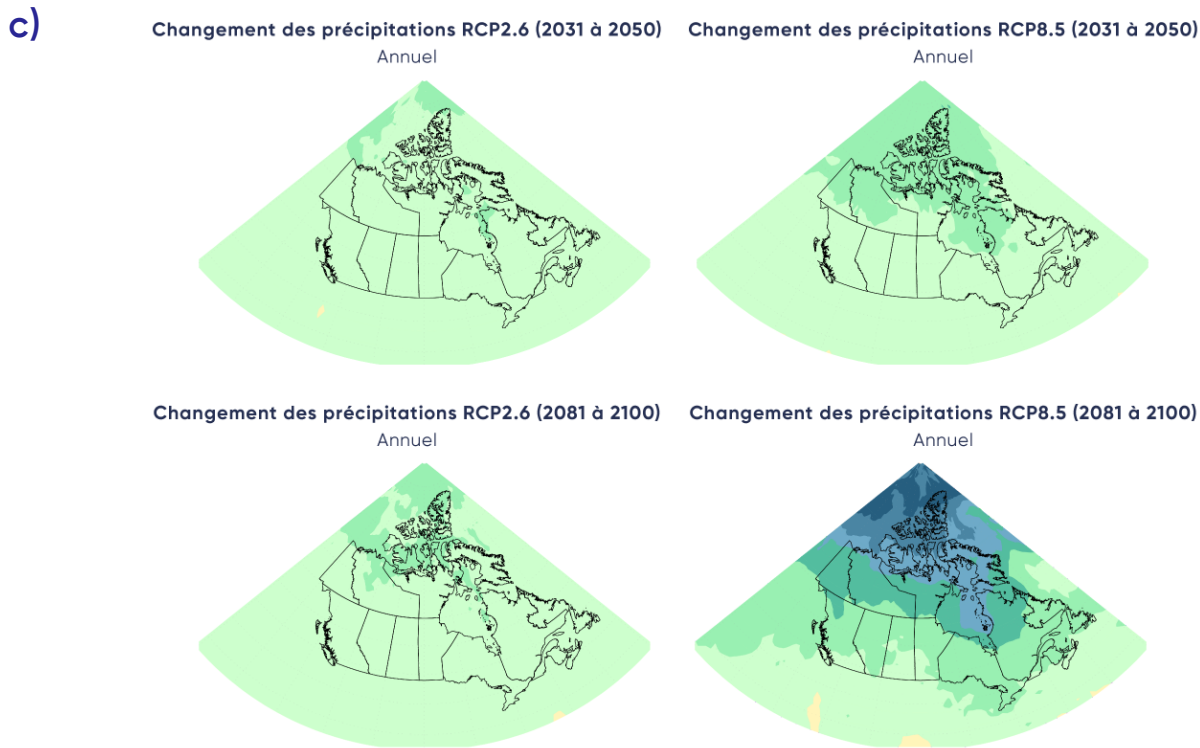 c)
Changement des précipitations RCP2.6 (2031 à 2050)
Annuel
Changement des précipitations RCP8.5 (2031 à 2050)
Annuel
Changement des précipitations RCP2.6 (2081 à 2100)
Annuel
Changement des précipitations RCP8.5 (2081 à 2100)
Annuel